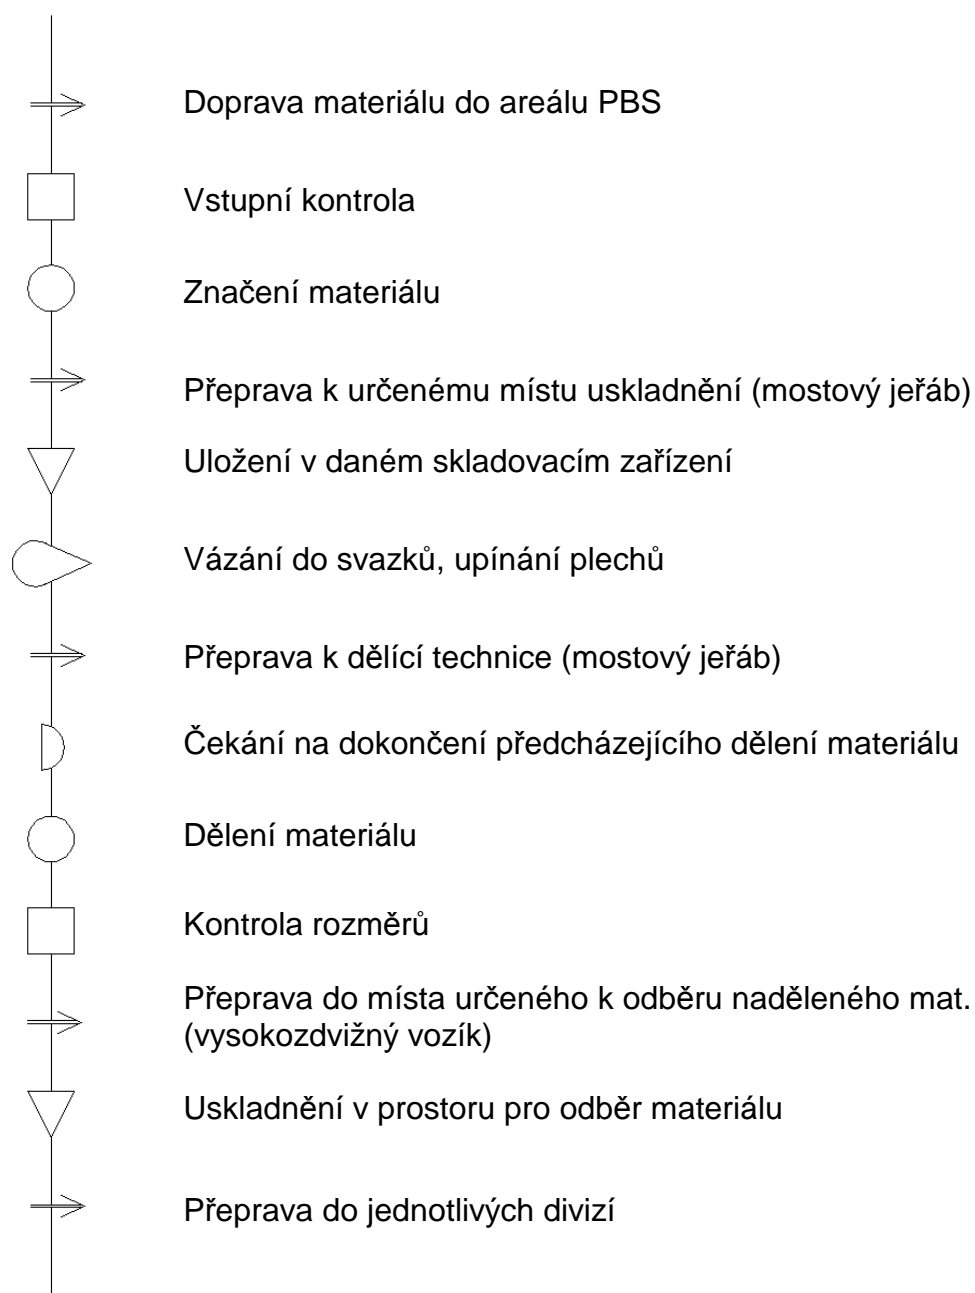 Doprava materiálu do areálu PBS
Vstupní kontrola
Značení materiálu
Přeprava k určenému místu uskladnění (mostový jeřáb)
Uložení v daném skladovacím zařízení
Vázání do svazků, upínání plechů
Přeprava k dělící technice (mostový jeřáb)
Čekání na dokončení předcházejícího dělení materiálu
Dělení materiálu
Kontrola rozměrů
Přeprava do místa určeného k odběru naděleného mat.
(vysokozdvižný vozík)
Uskladnění v prostoru pro odběr materiálu
Přeprava do jednotlivých divizí